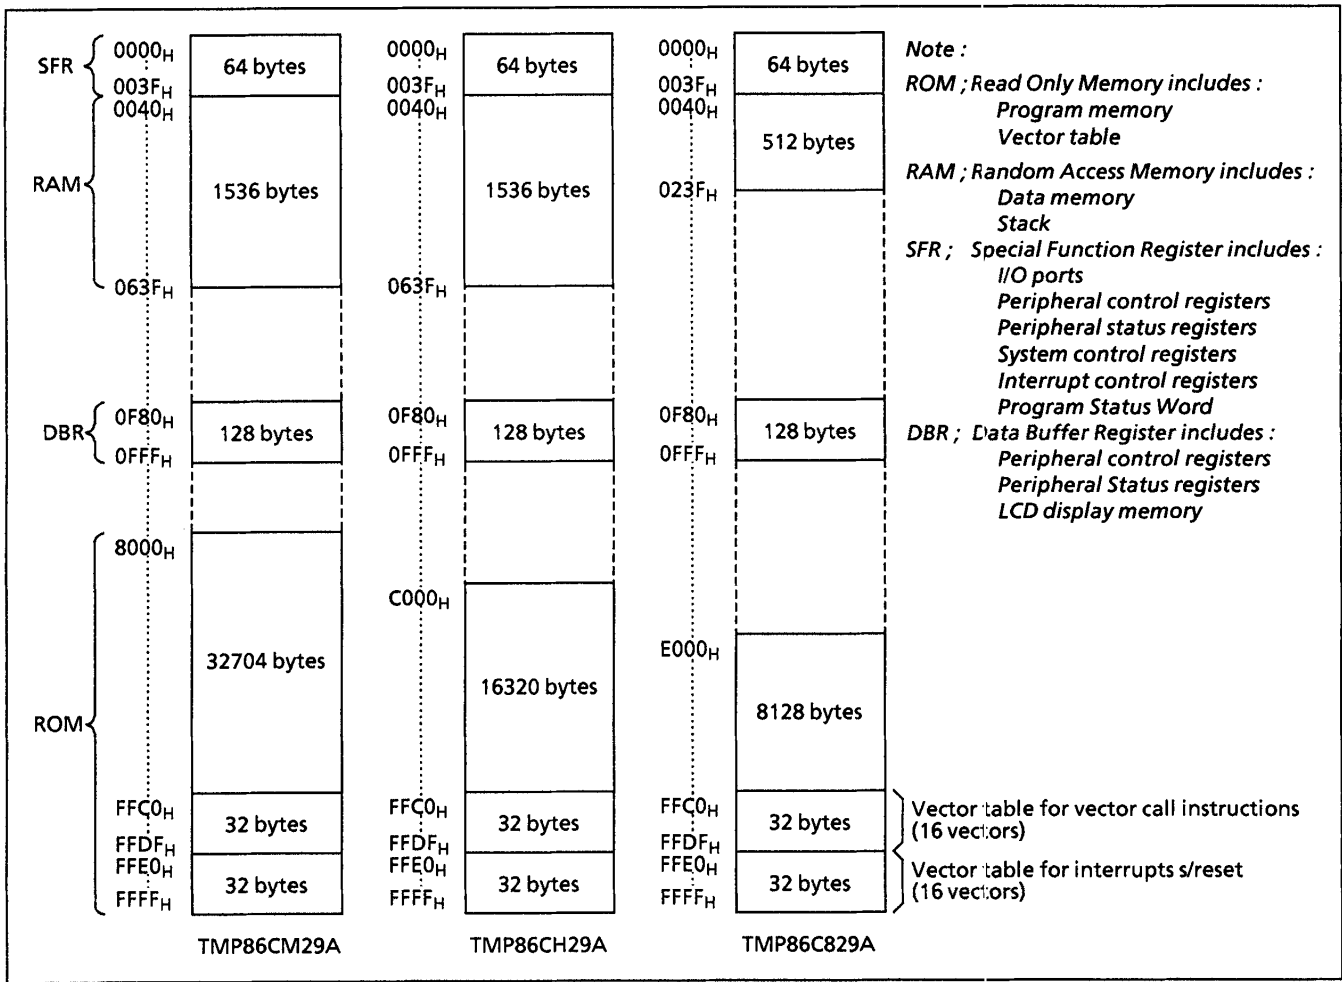 SFR
0000H
003FH
0040H
RAM
063FH
DBR
0F80H
0FFFH
8000H
ROM
FFC0H
FFDFH
FFE0H
FFFFH
64 bytes
1536 bytes
128 bytes
32704 bytes
32 bytes
32 bytes
TMP86CM29A
0000H
003FH
0040H
063FH
0F80H
0FFFH
C000H
FFC0H
FFDFH
FFE0H
FFFFH
64 bytes
1536 bytes
128 bytes
16320 bytes
32 bytes
32 bytes
TMP86CH29A
0000H
003FH
0040H
023FH
0F80H
0FFFH
E000H
FFC0H
FFDFH
FFE0H
FFFFH
64 bytes
512 bytes
128 bytes
8128 bytes
32 bytes
32 bytes
TMP86C829A
Note :
ROM ; Read Only Memory includes :
Program memory
Vector table
RAM ; Random Access Memory includes :
Data memory
Stack
SFR ; Special Function Register includes :
I/O ports
Peripheral control registers
Peripheral status registers
System control registers
Interrupt control registers
Program Status Word
DBR ; Data Buffer Register includes :
Peripheral control registers
Peripheral Status registers
LCD display memory
Vector table for vector call instructions
(16 vectors)
Vector table for interrupts s/reset
(16 vectors)